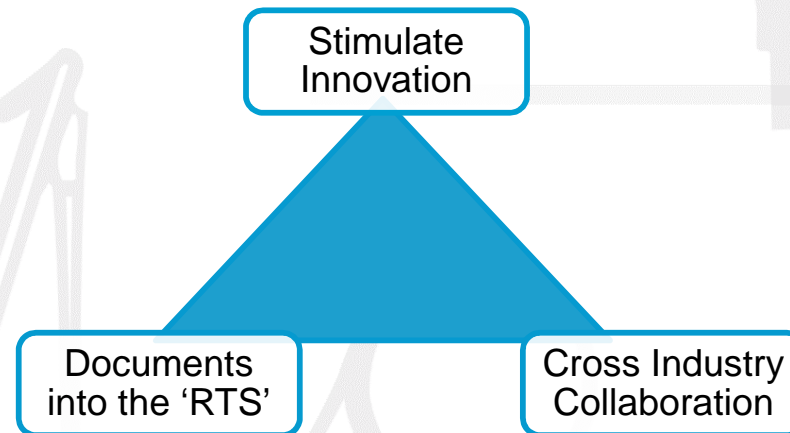 Stimulate
Innovation
Documents
into the ‘RTS’
Cross Industry
Collaboration